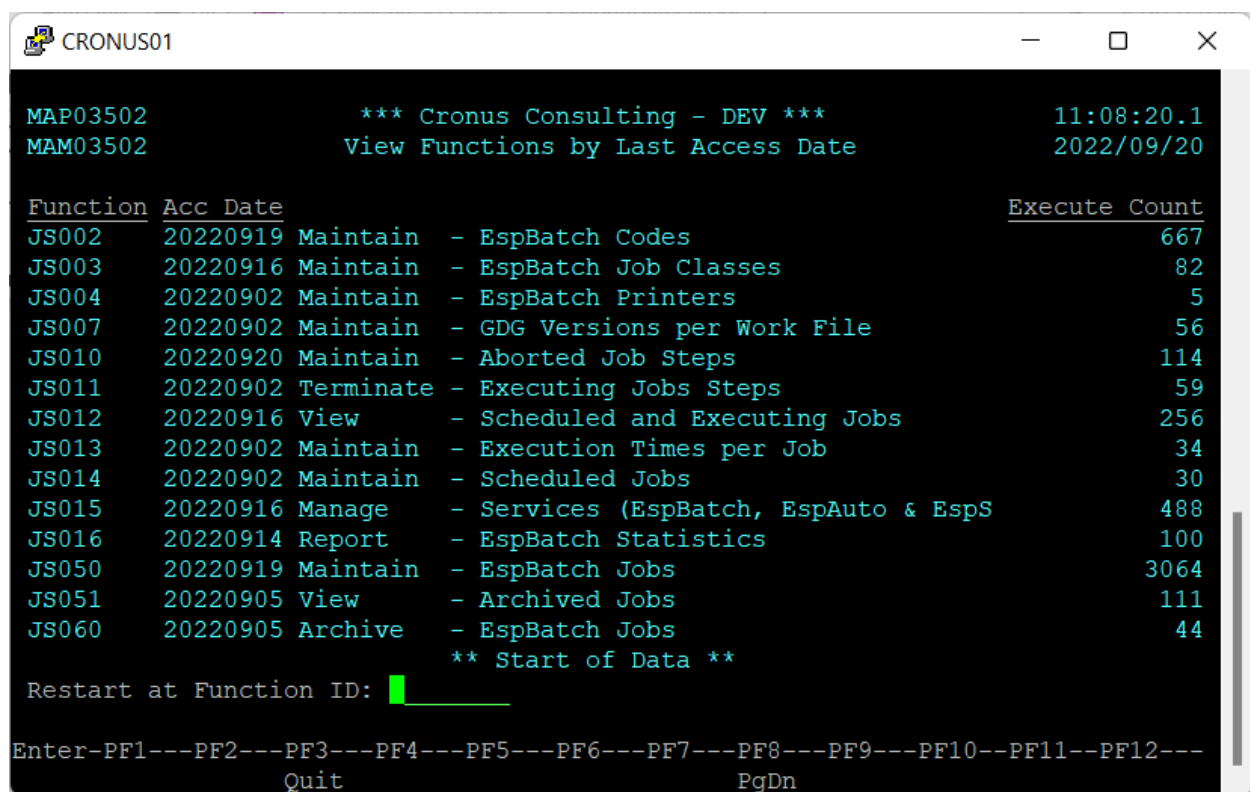 CRONUS01
MAP03502 *** Cronus Consulting - DEV *** 11:08:20.1
MAM03502 View Functions by Last Access Date 2022/09/20
Function Acc Date Execute Count
JS002 20220919 Maintain - EspBatch Codes 667
JS003 20220916 Maintain - EspBatch Job Classes 82
JS004 20220902 Maintain - EspBatch Printers 5
JS007 20220902 Maintain - GDG Versions per Work File 56
JS010 20220920 Maintain - Aborted Job Steps 114
JS011 20220902 Terminate - Executing Jobs Steps 59
JS012 20220916 View - Scheduled and Executing Jobs 256
JS013 20220902 Maintain - Execution Times per Job 34
JS014 20220902 Maintain - Scheduled Jobs 30
JS015 20220916 Manage - Services (EspBatch, EspAuto & EspS 488
JS016 20220914 Report - EspBatch Statistics 100
JS050 20220919 Maintain - EspBatch Jobs 3064
JS051 20220905 View - Archived Jobs 111
JS060 20220905 Archive - EspBatch Jobs 44
** Start of Data **
Restart at Function ID:
Enter-PF1---PF2---PF3---PF4---PF5---PF6---PF7---PF8---PF9---PF10--PF11--PF12---
Quit PgDn